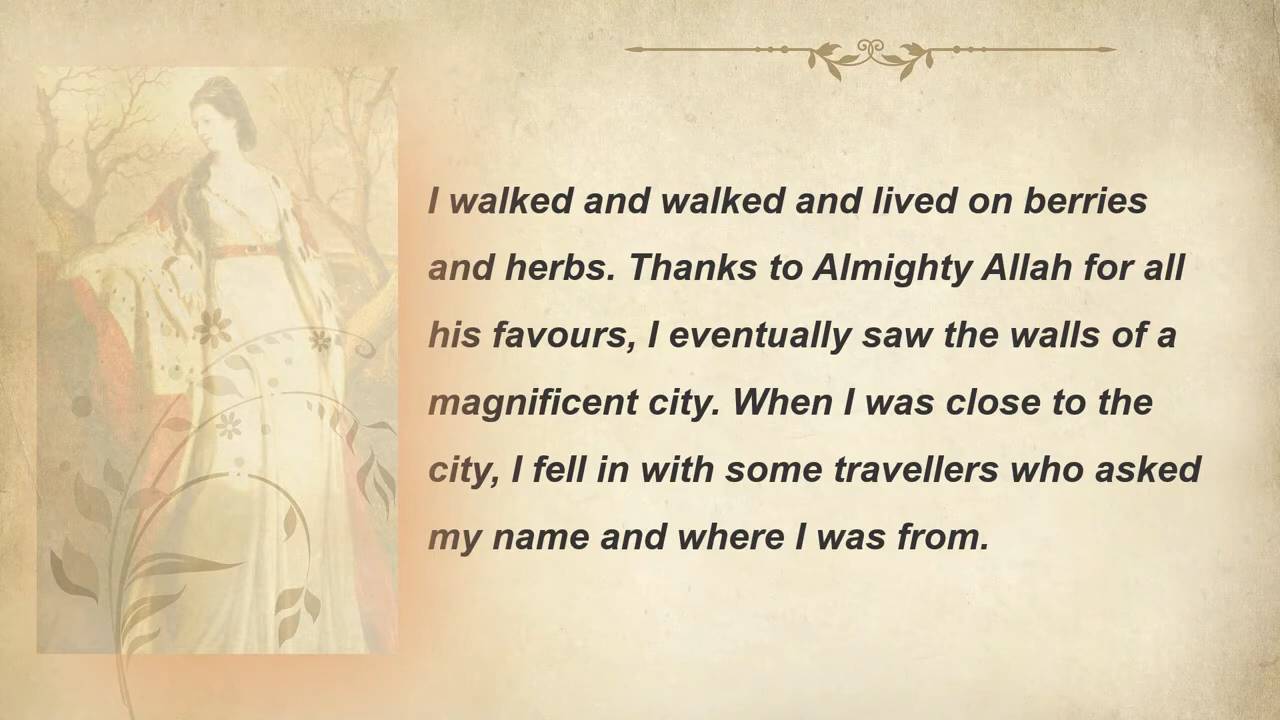 I walked and walked and lived on berries
and herbs. Thanks to Almighty Allah for all
his favours, I eventually saw the walls of a
magnificent city. When I was close to the
city, I fell in with some travellers who asked
my name and where I was from.